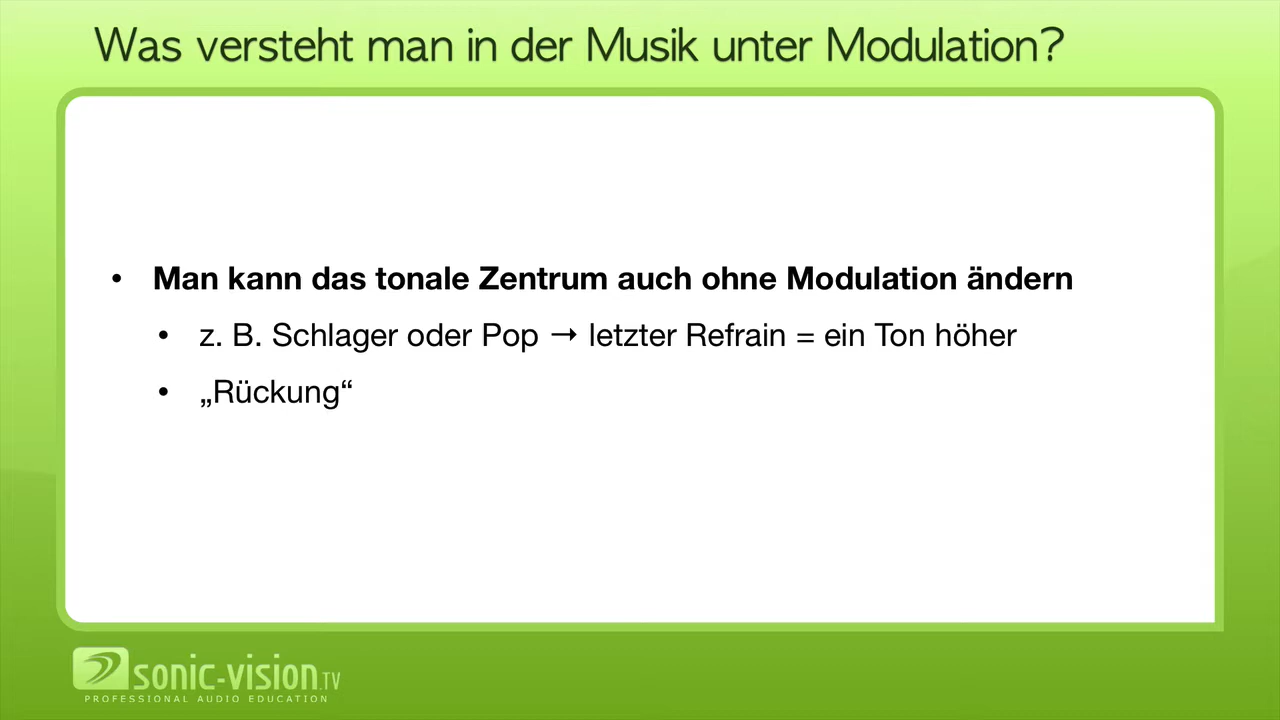 Was versteht man in der Musik unter Modulation?
• Man kann das tonale Zentrum auch ohne Modulation ändern
• z. B. Schlager oder Pop → letzter Refrain = ein Ton höher
• „Rückung“
sonic-vision.TV
PROFESSIONAL AUDIO EDUCATION